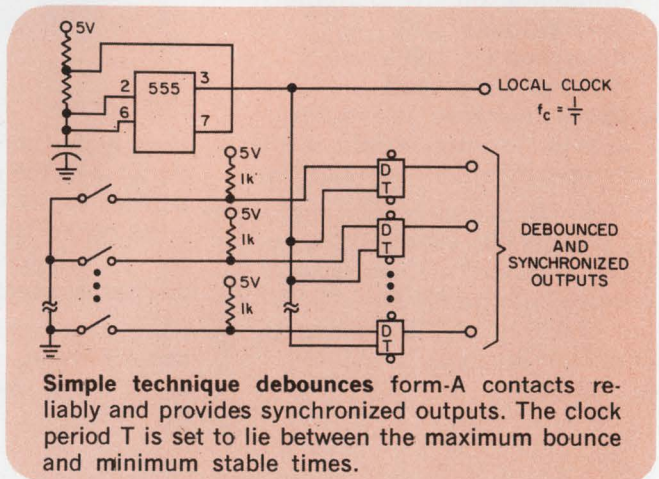 5V
2
555
3
6
7
LOCAL CLOCK
fc = 1/T
5V
1k
5V
1k
5V
1k
D
T
D
T
D
T
DEBOUNCED
AND
SYNCHRONIZED
OUTPUTS
Simple technique debounces form-A contacts re-
liably and provides synchronized outputs. The clock
period T is set to lie between the maximum bounce
and minimum stable times.